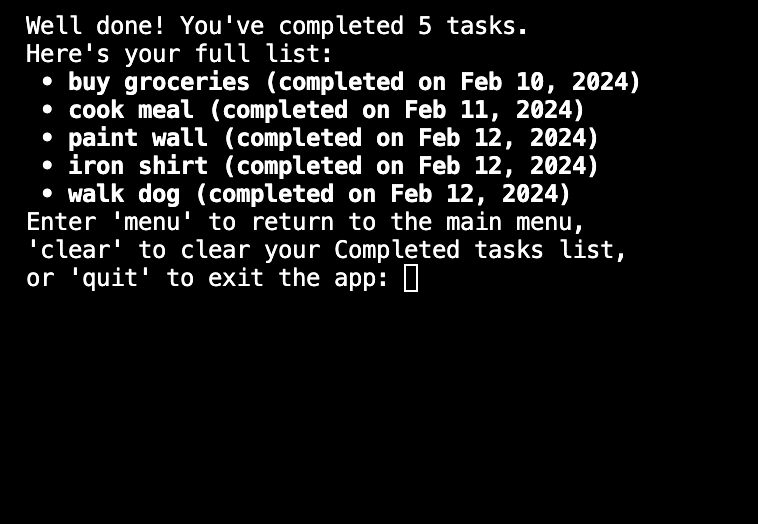 Well done! You've completed 5 tasks.
Here's your full list:
• buy groceries (completed on Feb 10, 2024)
• cook meal (completed on Feb 11, 2024)
• paint wall (completed on Feb 12, 2024)
• iron shirt (completed on Feb 12, 2024)
• walk dog (completed on Feb 12, 2024)
Enter 'menu' to return to the main menu,
'clear' to clear your Completed tasks list,
or 'quit' to exit the app: